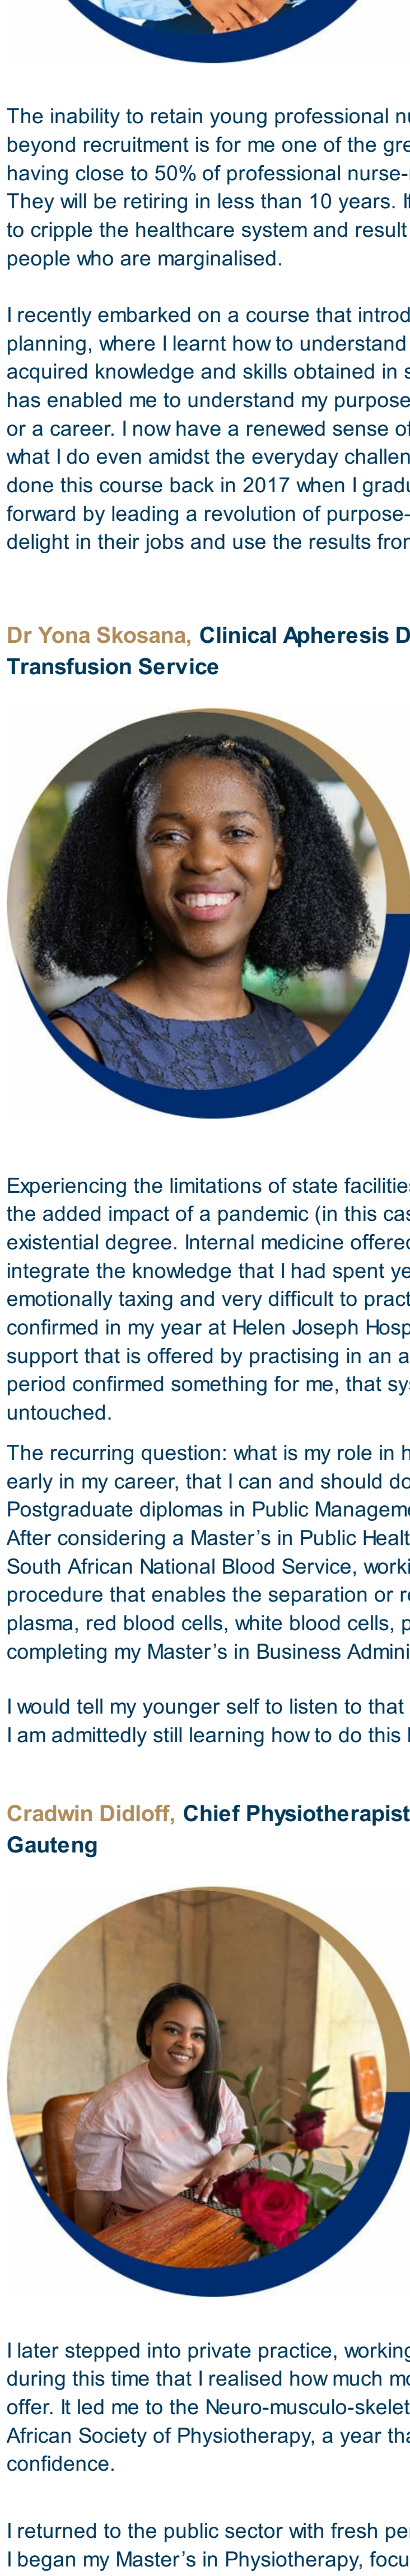 The inability to retain young professional nu
beyond recruitment is for me one of the gre
having close to 50% of professional nurse-
They will be retiring in less than 10 years. If
to cripple the healthcare system and result
people who are marginalised.
I recently embarked on a course that introd
planning, where I learnt how to understand
acquired knowledge and skills obtained in s
has enabled me to understand my purpose
or a career. I now have a renewed sense of
what I do even amidst the everyday challen
done this course back in 2017 when I gradu
forward by leading a revolution of purpose-
delight in their jobs and use the results from
Dr Yona Skosana, Clinical Apheresis D
Transfusion Service
Experiencing the limitations of state facilities
the added impact of a pandemic (in this cas
existential degree. Internal medicine offered
integrate the knowledge that I had spent ye
emotionally taxing and very difficult to pract
confirmed in my year at Helen Joseph Hosp
support that is offered by practising in an a
period confirmed something for me, that sys
untouched.
The recurring question: what is my role in h
early in my career, that I can and should do
Postgraduate diplomas in Public Manageme
After considering a Master’s in Public Healt
South African National Blood Service, worki
procedure that enables the separation or re
plasma, red blood cells, white blood cells, p
completing my Master’s in Business Admini
I would tell my younger self to listen to that
I am admittedly still learning how to do this
Cradwin Didloff, Chief Physiotherapist
Gauteng
I later stepped into private practice, working
during this time that I realised how much mo
offer. It led me to the Neuro-musculo-skelet
African Society of Physiotherapy, a year tha
confidence.
I returned to the public sector with fresh per
I began my Master’s in Physiotherapy, focu